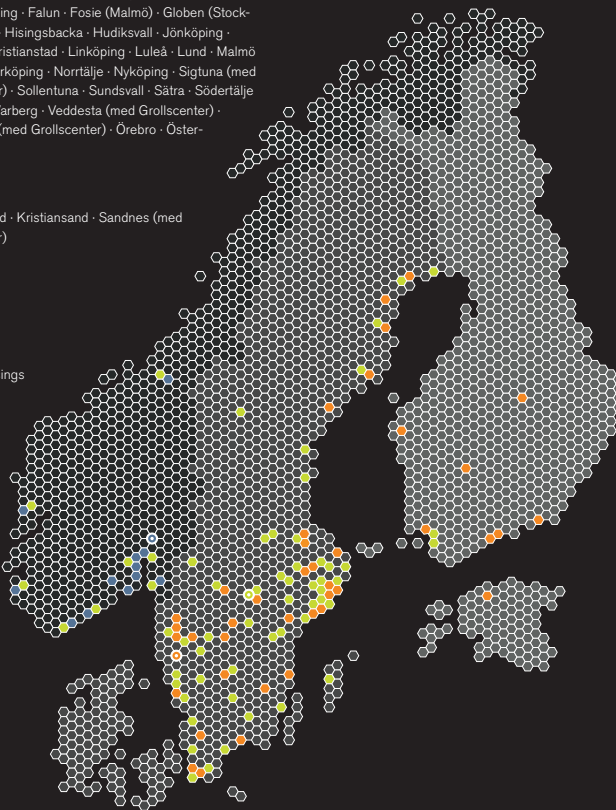 ing · Falun · Fosie (Malmö) · Globen (Stock-
· Hisingsbacka · Hudiksvall · Jönköping ·
ristianstad · Linköping · Luleå · Lund · Malmö
rköping · Norrtälje · Nyköping · Sigtuna (med
r) · Sollentuna · Sundsvall · Sätra · Södertälje
arberg · Veddesta (med Grollscenter) ·
(med Grollscenter) · Örebro · Öster-
d · Kristiansand · Sandnes (med
r)
ings